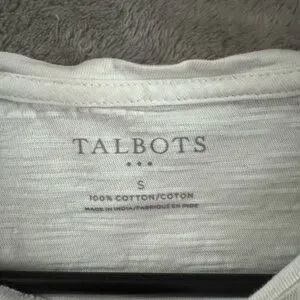 TALBOTS
S
100% COTTON/COTON
MADE IN INDIA/FABRIQUÉ EN INDE